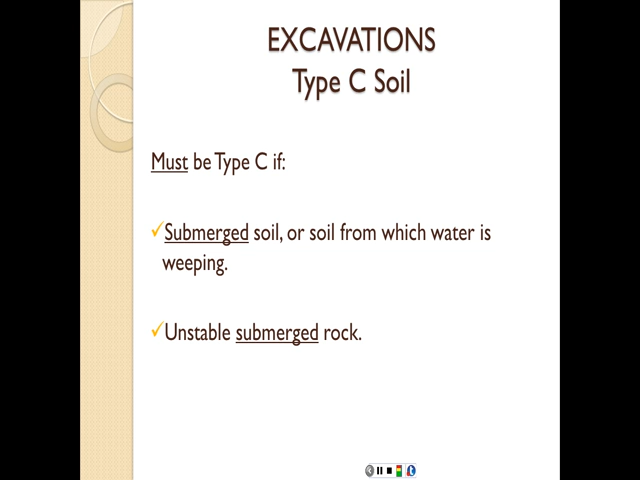 EXCAVATIONS
Type C Soil
Must be Type C if:
Submerged soil, or soil from which water is
weeping.
Unstable submerged rock.